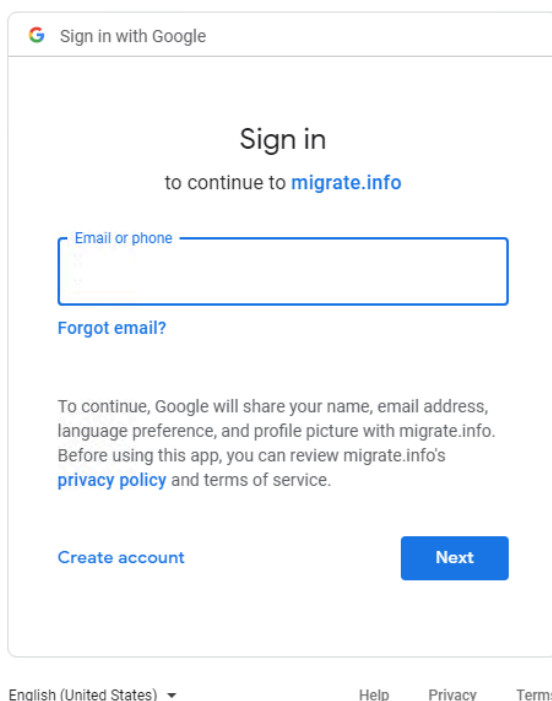 Sign in with Google
Sign in
to continue to migrate.info
Email or phone
Forgot email?
To continue, Google will share your name, email address,
language preference, and profile picture with migrate.info.
Before using this app, you can review migrate.info's
privacy policy and terms of service.
Create account
Next
English (United States)
Help
Privacy
Terms